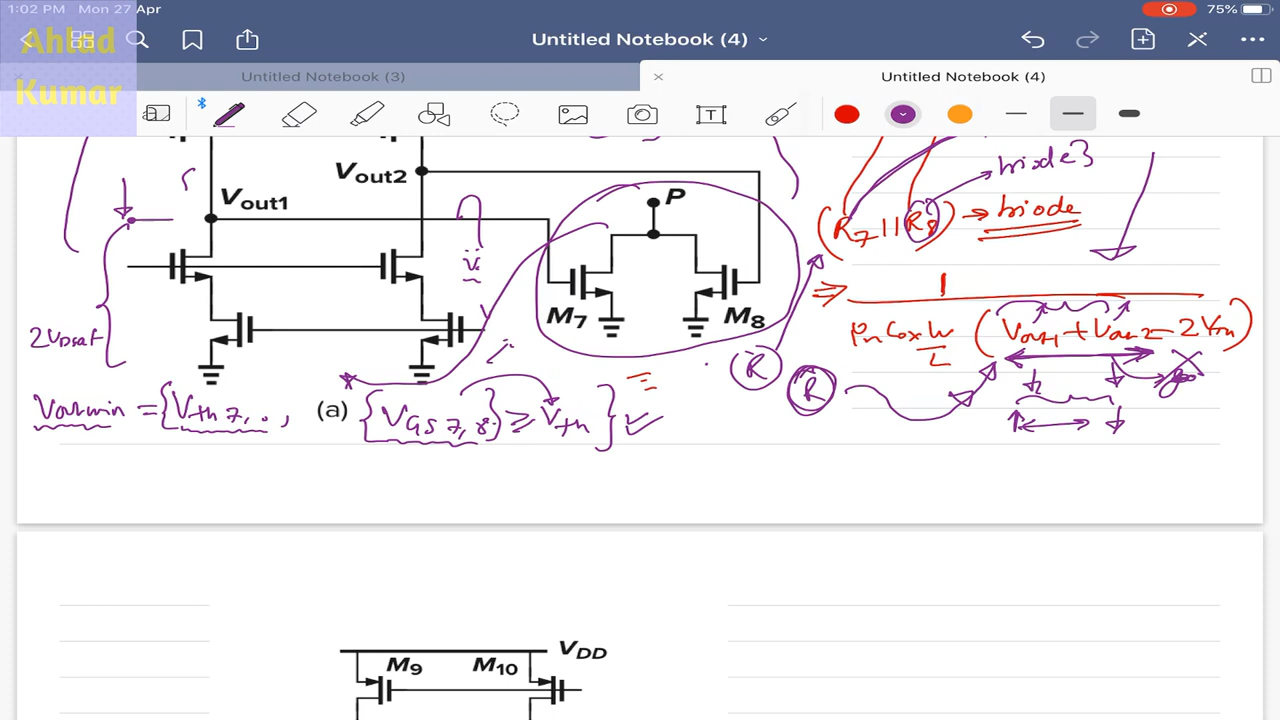 1:02 PM Mon 27 Apr
75%
Ahlad
Kumar
Untitled Notebook (4)
Untitled Notebook (3)
Untitled Notebook (4)
T
Vout1
Vout2
P
M7
M8
2VDsat
Voutmin = { Vth7, . ,
(a)
{ VGS7,8 } ≥ Vth }
R
R
triode}
(R7 || R8) → triode
⇒ 1
μnCox W/L (Vout1 + Vout2 - 2Vth)
VDD
M9
M10